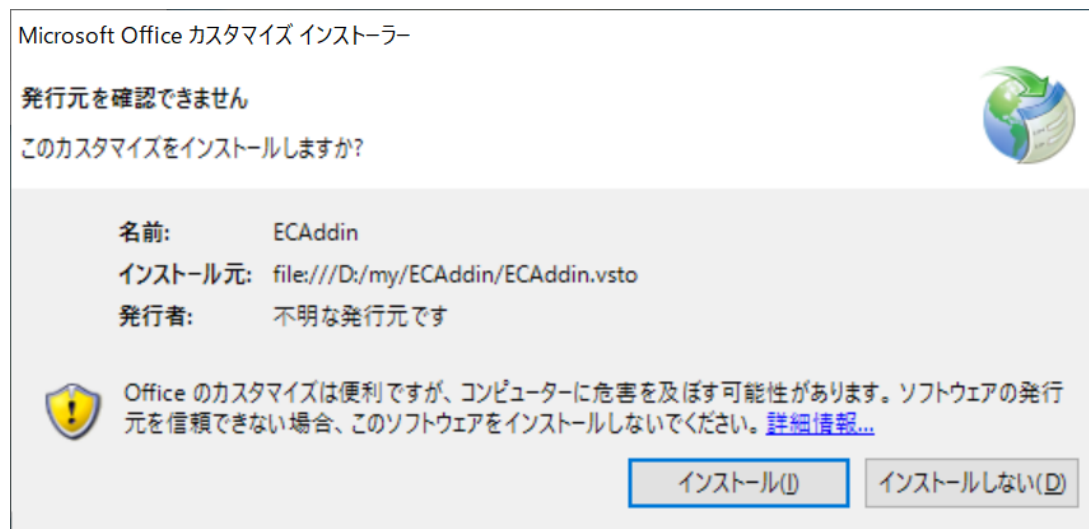 Microsoft Office カスタマイズ インストーラー
発行元を確認できません
このカスタマイズをインストールしますか?
名前: ECAddin
インストール元: file:///D:/my/ECAddin/ECAddin.vsto
発行者: 不明な発行元です
Office のカスタマイズは便利ですが、コンピューターに危害を及ぼす可能性があります。ソフトウェアの発行
元を信頼できない場合、このソフトウェアをインストールしないでください。詳細情報...
インストール(I) インストールしない(D)